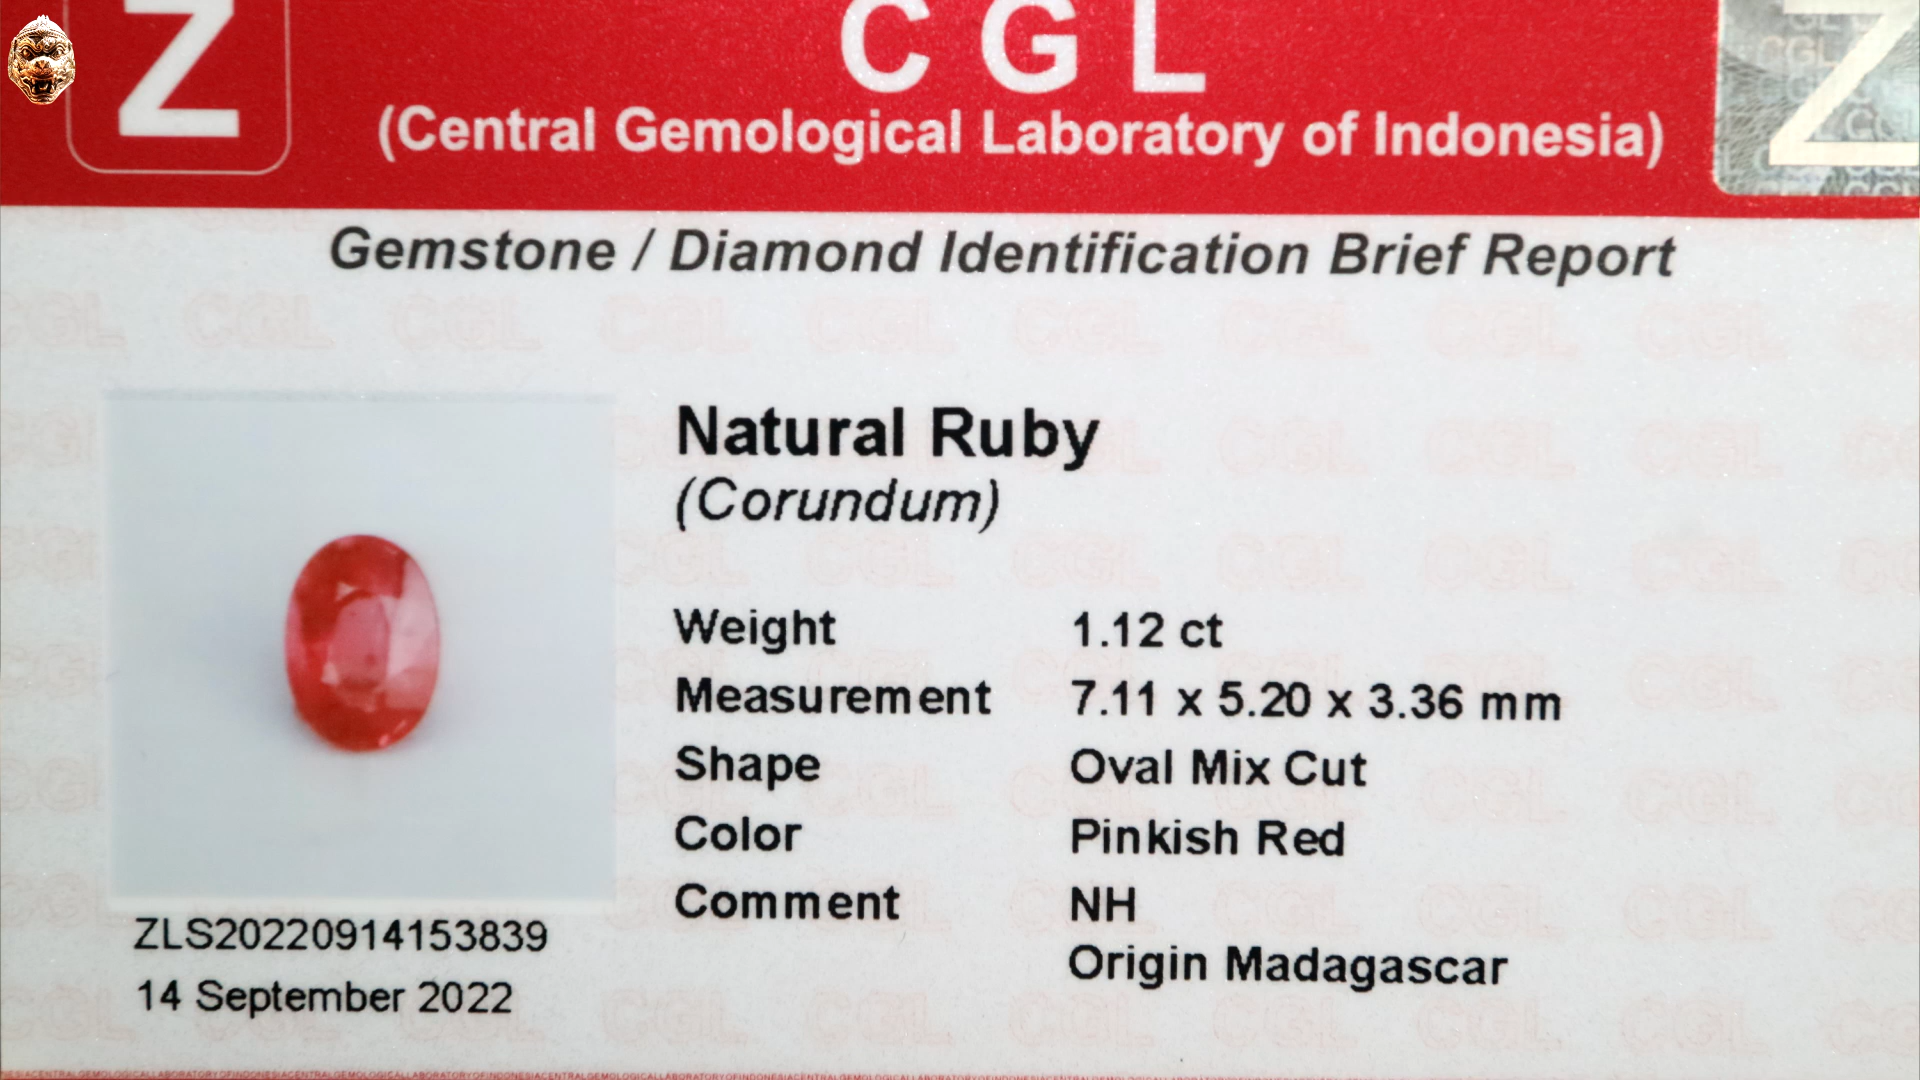 Z
C G L
(Central Gemological Laboratory of Indonesia)
Z
Gemstone / Diamond Identification Brief Report
Natural Ruby
(Corundum)
Weight 1.12 ct
Measurement 7.11 x 5.20 x 3.36 mm
Shape Oval Mix Cut
Color Pinkish Red
Comment NH
Origin Madagascar
ZLS20220914153839
14 September 2022